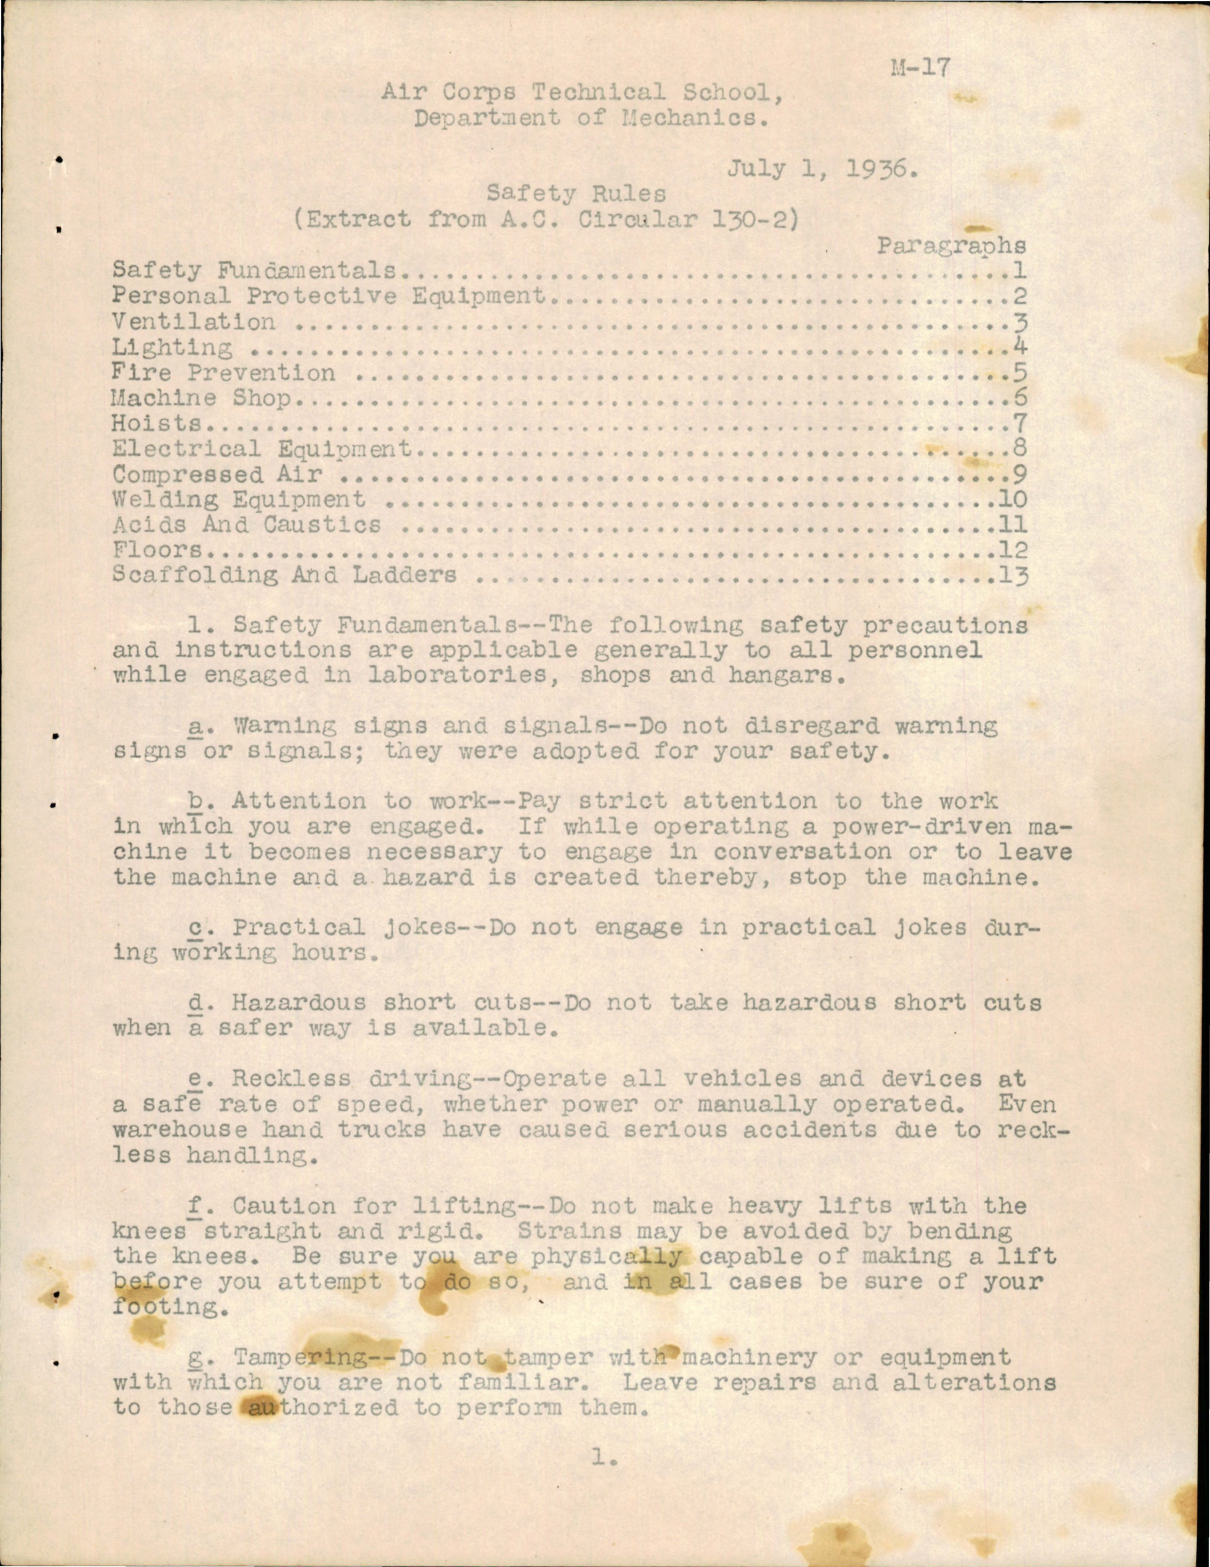 M-17
Air Corps Technical School,
Department of Mechanics.
July 1, 1936.
Safety Rules
(Extract from A.C. Circular 130-2)
Paragraphs
Safety Fundamentals........................................1
Personal Protective Equipment..............................2
Ventilation ...............................................3
Lighting ..................................................4
Fire Prevention ...........................................5
Machine Shop...............................................6
Hoists.....................................................7
Electrical Equipment.......................................8
Compressed Air ............................................9
Welding Equipment ........................................10
Acids And Caustics .......................................11
Floors...................................................12
Scaffolding And Ladders ..................................13
1. Safety Fundamentals--The following safety precautions
and instructions are applicable generally to all personnel
while engaged in laboratories, shops and hangars.
a. Warning signs and signals--Do not disregard warning
signs or signals; they were adopted for your safety.
b. Attention to work--Pay strict attention to the work
in which you are engaged. If while operating a power-driven ma-
chine it becomes necessary to engage in conversation or to leave
the machine and a hazard is created thereby, stop the machine.
c. Practical jokes--Do not engage in practical jokes dur-
ing working hours.
d. Hazardous short cuts--Do not take hazardous short cuts
when a safer way is available.
e. Reckless driving--Operate all vehicles and devices at
a safe rate of speed, whether power or manually operated. Even
warehouse hand trucks have caused serious accidents due to reck-
less handling.
f. Caution for lifting--Do not make heavy lifts with the
knees straight and rigid. Strains may be avoided by bending
the knees. Be sure you are physically capable of making a lift
before you attempt to do so, and in all cases be sure of your
footing.
g. Tampering--Do not tamper with machinery or equipment
with which you are not familiar. Leave repairs and alterations
to those authorized to perform them.
1.